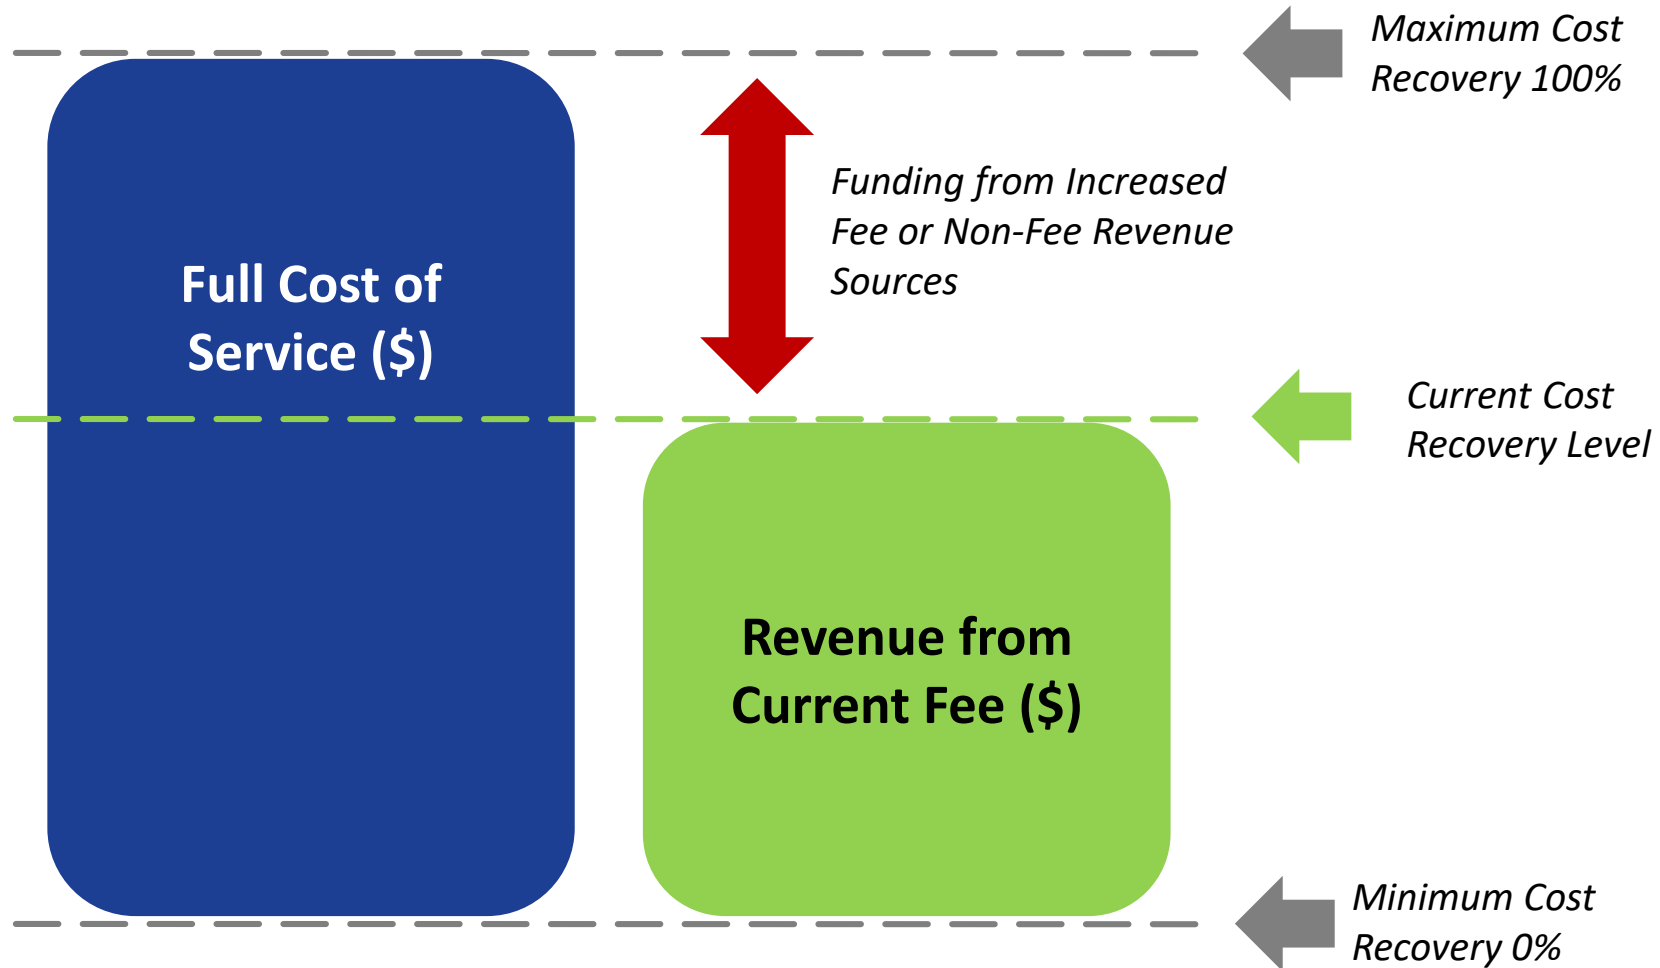 Maximum Cost
Recovery 100%
Funding from Increased
Fee or Non-Fee Revenue
Sources
Full Cost of
Service ($)
Current Cost
Recovery Level
Revenue from
Current Fee ($)
Minimum Cost
Recovery 0%